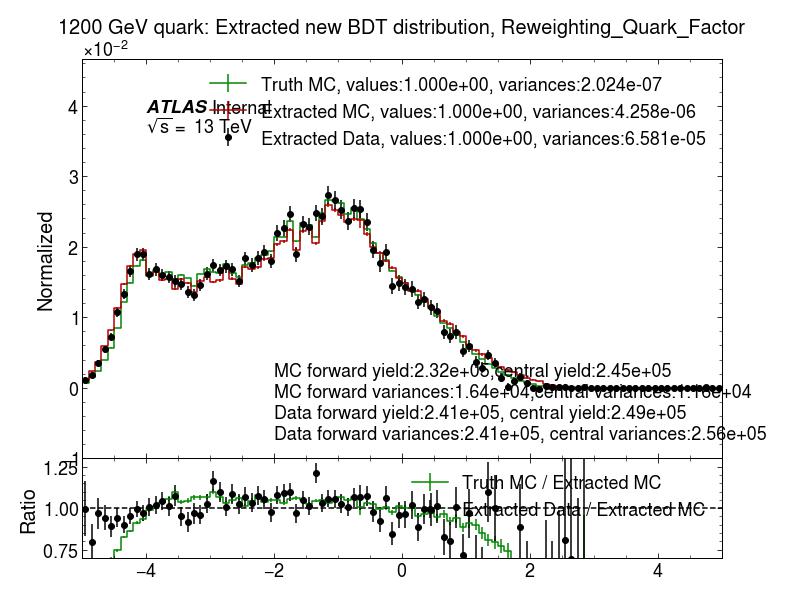 1200 GeV quark: Extracted new BDT distribution, Reweighting_Quark_Factor
×10⁻²
Truth MC, values:1.000e+00, variances:2.024e-07
ATLAS Internal
Extracted MC, values:1.000e+00, variances:4.258e-06
√s = 13 TeV
Extracted Data, values:1.000e+00, variances:6.581e-05
4
3
2
1
0
1
Normalized
MC forward yield:2.32e+05, central yield:2.45e+05
MC forward variances:1.64e+04, central variances:1.16e+04
Data forward yield:2.41e+05, central yield:2.49e+05
Data forward variances:2.41e+05, central variances:2.56e+05
1.25
1.00
0.75
Ratio
Truth MC / Extracted MC
Extracted Data / Extracted MC
−4 −2 0 2 4